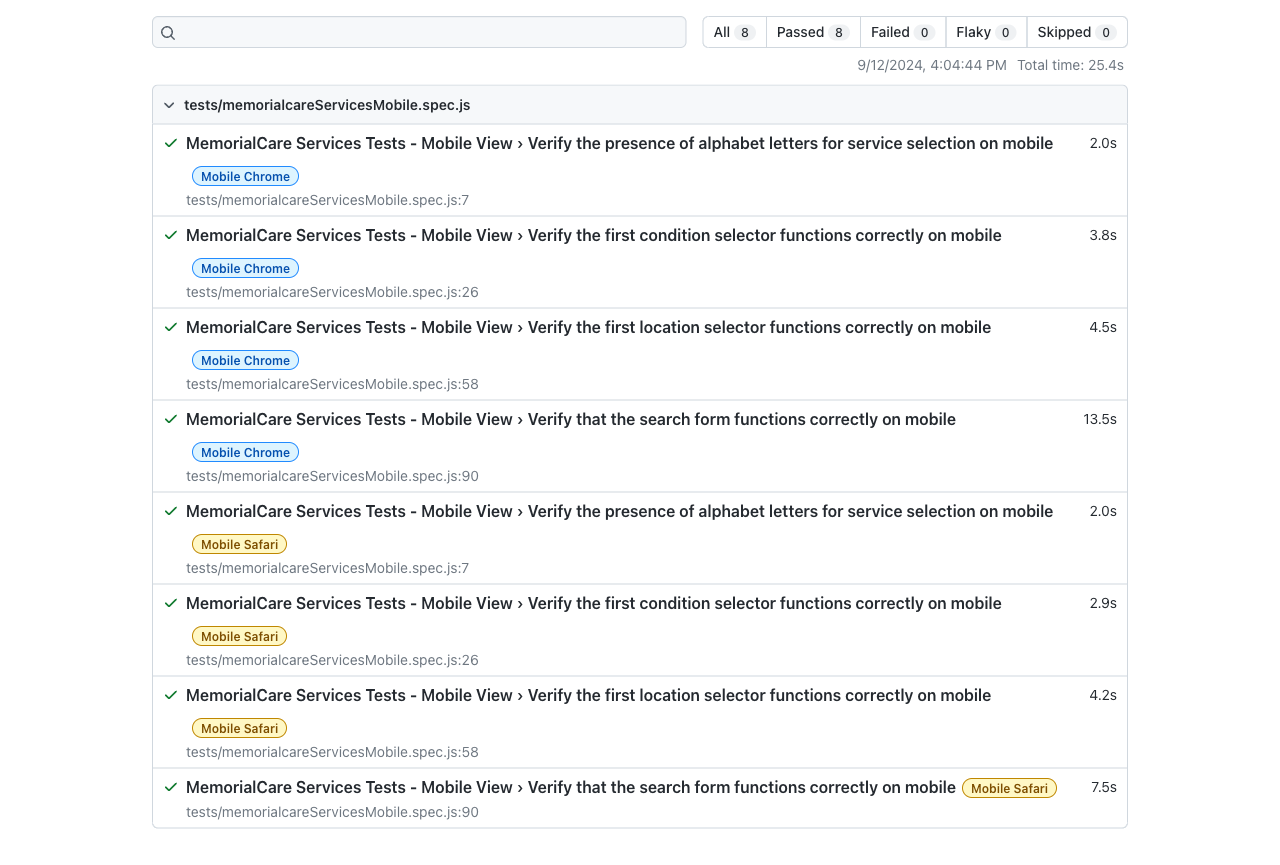 All 8 Passed 8 Failed 0 Flaky 0 Skipped 0
9/12/2024, 4:04:44 PM Total time: 25.4s
tests/memorialcareServicesMobile.spec.js
MemorialCare Services Tests - Mobile View › Verify the presence of alphabet letters for service selection on mobile 2.0s
Mobile Chrome
tests/memorialcareServicesMobile.spec.js:7
MemorialCare Services Tests - Mobile View › Verify the first condition selector functions correctly on mobile 3.8s
Mobile Chrome
tests/memorialcareServicesMobile.spec.js:26
MemorialCare Services Tests - Mobile View › Verify the first location selector functions correctly on mobile 4.5s
Mobile Chrome
tests/memorialcareServicesMobile.spec.js:58
MemorialCare Services Tests - Mobile View › Verify that the search form functions correctly on mobile 13.5s
Mobile Chrome
tests/memorialcareServicesMobile.spec.js:90
MemorialCare Services Tests - Mobile View › Verify the presence of alphabet letters for service selection on mobile 2.0s
Mobile Safari
tests/memorialcareServicesMobile.spec.js:7
MemorialCare Services Tests - Mobile View › Verify the first condition selector functions correctly on mobile 2.9s
Mobile Safari
tests/memorialcareServicesMobile.spec.js:26
MemorialCare Services Tests - Mobile View › Verify the first location selector functions correctly on mobile 4.2s
Mobile Safari
tests/memorialcareServicesMobile.spec.js:58
MemorialCare Services Tests - Mobile View › Verify that the search form functions correctly on mobile Mobile Safari 7.5s
tests/memorialcareServicesMobile.spec.js:90